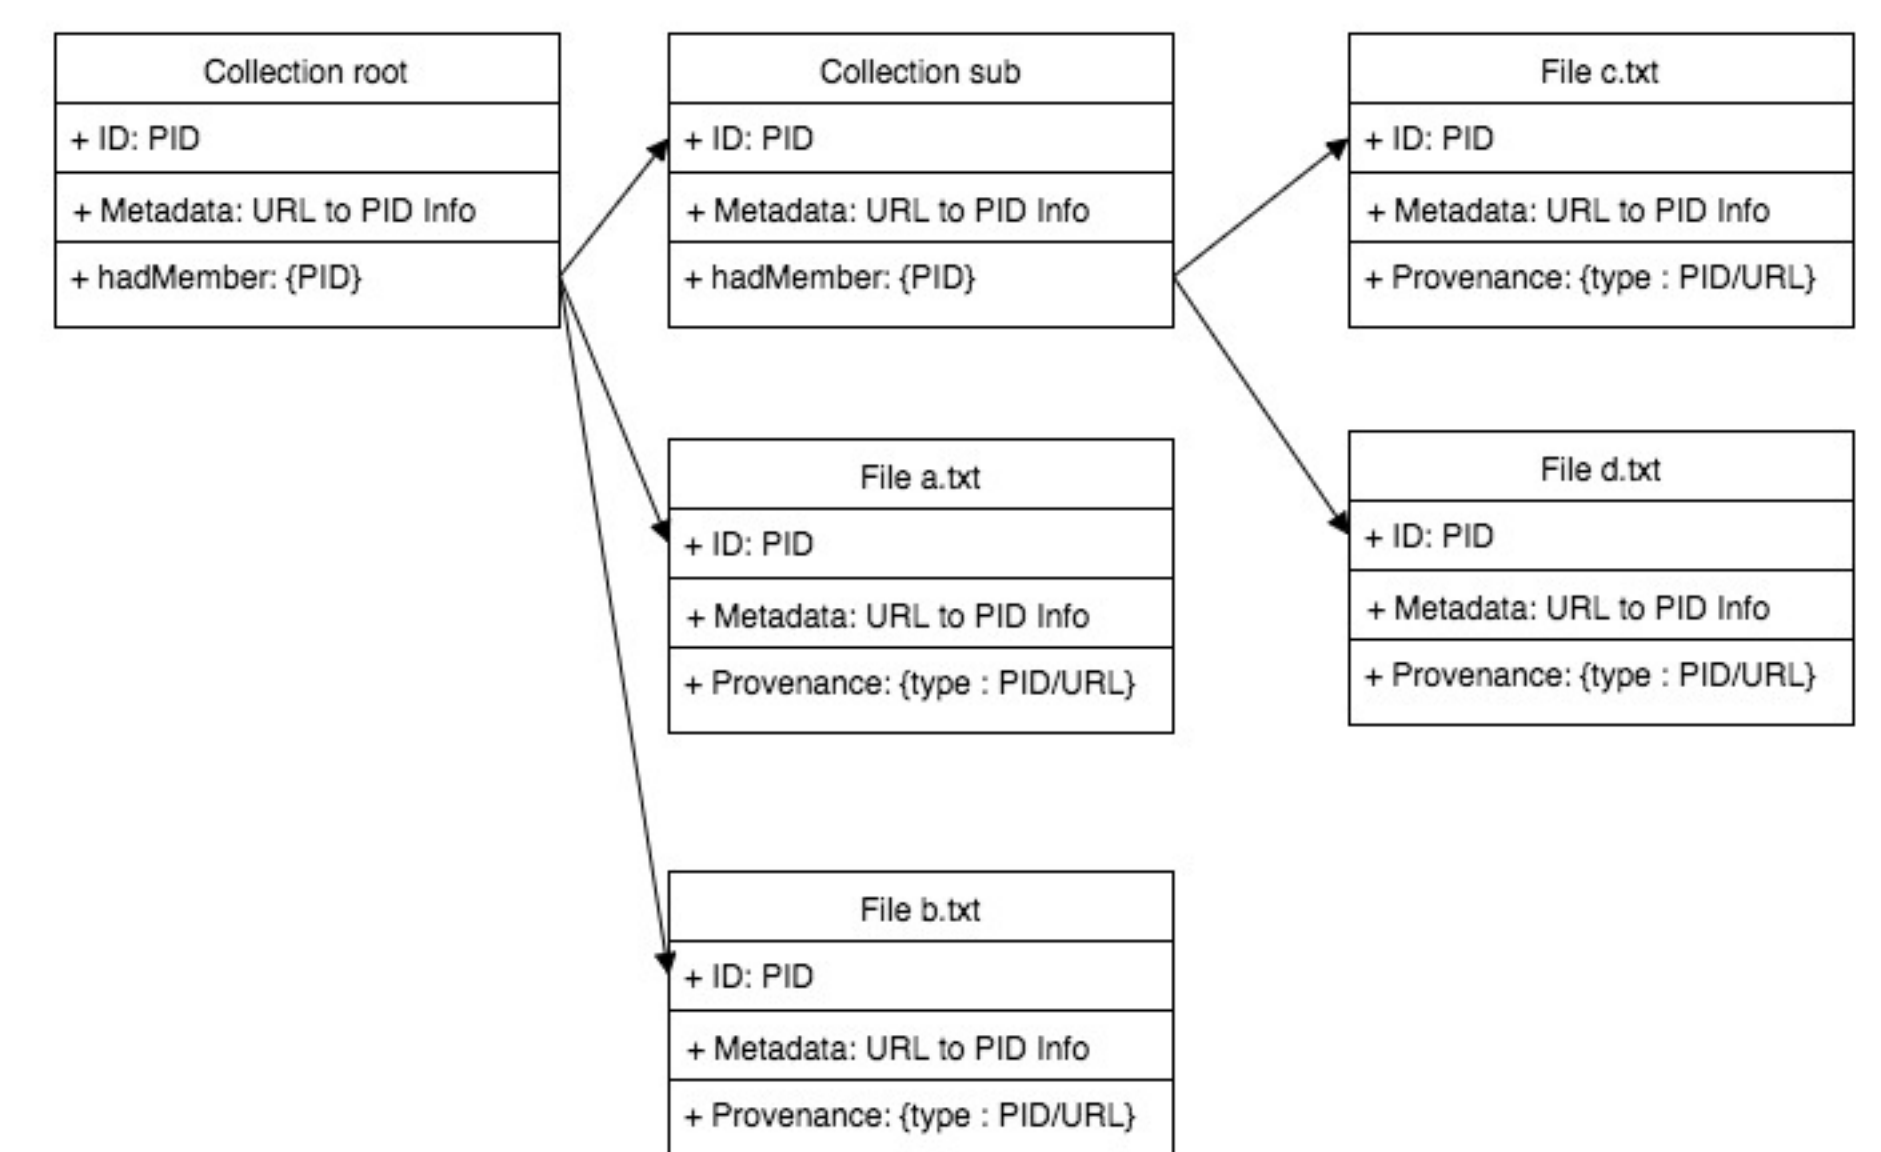 Collection root
+ ID: PID
+ Metadata: URL to PID Info
+ hadMember: {PID}
Collection sub
+ ID: PID
+ Metadata: URL to PID Info
+ hadMember: {PID}
File c.txt
+ ID: PID
+ Metadata: URL to PID Info
+ Provenance: {type : PID/URL}
File a.txt
+ ID: PID
+ Metadata: URL to PID Info
+ Provenance: {type : PID/URL}
File d.txt
+ ID: PID
+ Metadata: URL to PID Info
+ Provenance: {type : PID/URL}
File b.txt
+ ID: PID
+ Metadata: URL to PID Info
+ Provenance: {type : PID/URL}